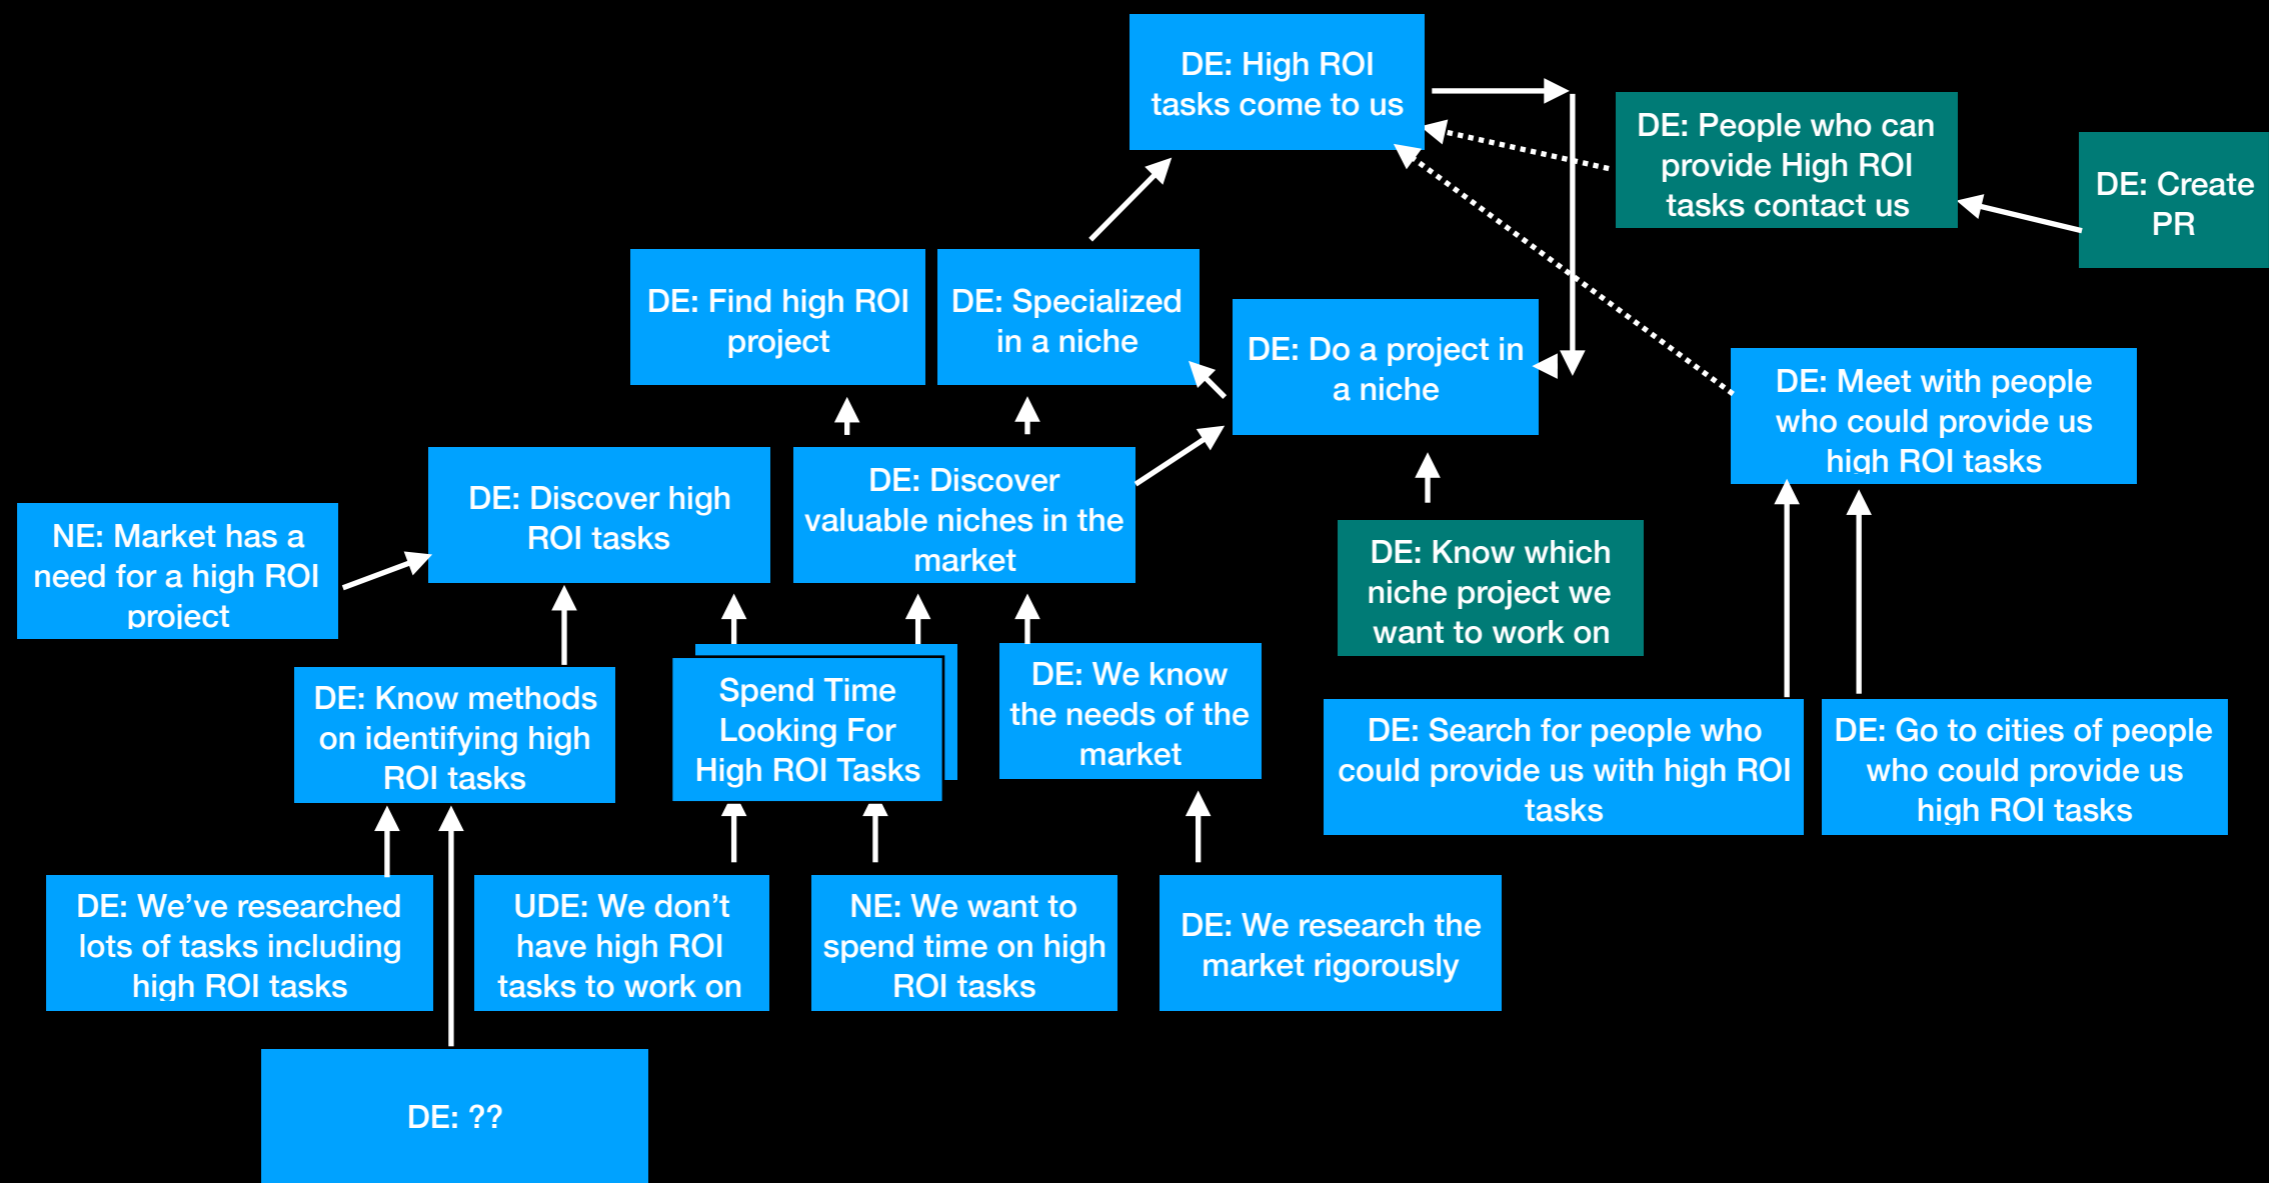 DE: High ROI
tasks come to us
DE: People who can
provide High ROI
tasks contact us
DE: Create
PR
DE: Find high ROI
project
DE: Specialized
in a niche
DE: Do a project in
a niche
DE: Meet with people
who could provide us
high ROI tasks
NE: Market has a
need for a high ROI
project
DE: Discover high
ROI tasks
DE: Discover
valuable niches in the
market
DE: Know which
niche project we
want to work on
DE: Know methods
on identifying high
ROI tasks
Spend Time
Looking For
High ROI Tasks
DE: We know
the needs of the
market
DE: Search for people who
could provide us with high ROI
tasks
DE: Go to cities of people
who could provide us
high ROI tasks
DE: We’ve researched
lots of tasks including
high ROI tasks
UDE: We don’t
have high ROI
tasks to work on
NE: We want to
spend time on high
ROI tasks
DE: We research the
market rigorously
DE: ??